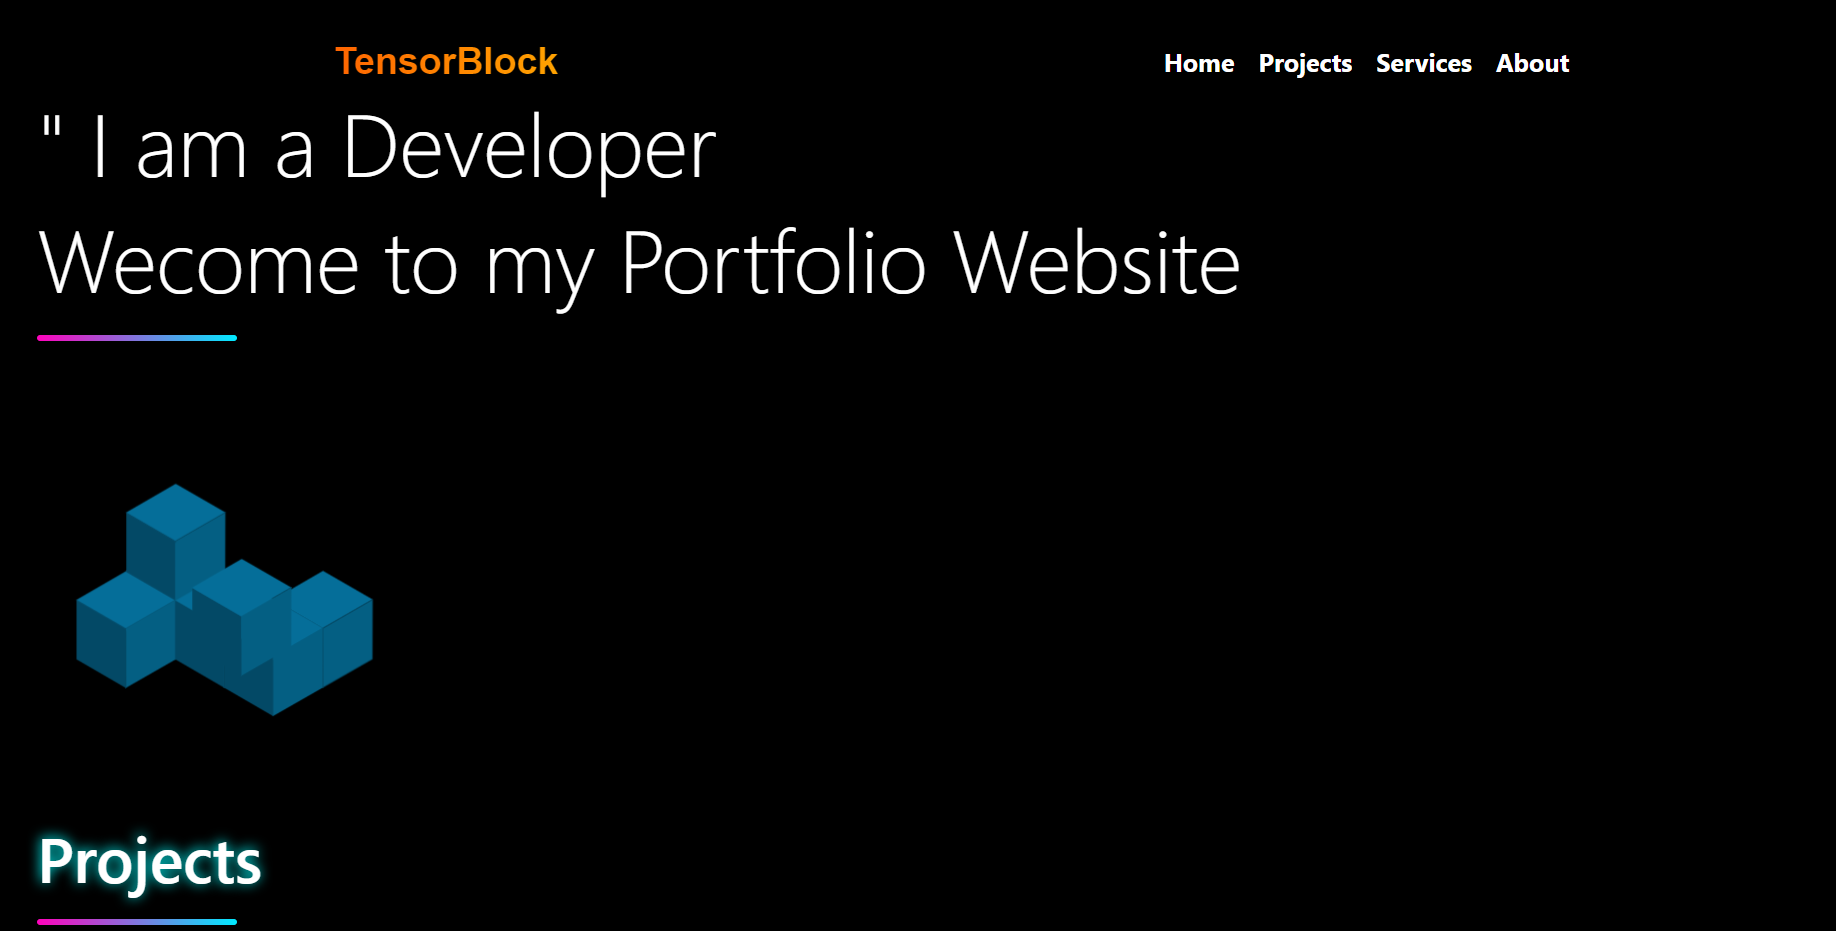 TensorBlock
Home Projects Services About
" I am a Developer
Wecome to my Portfolio Website
Projects